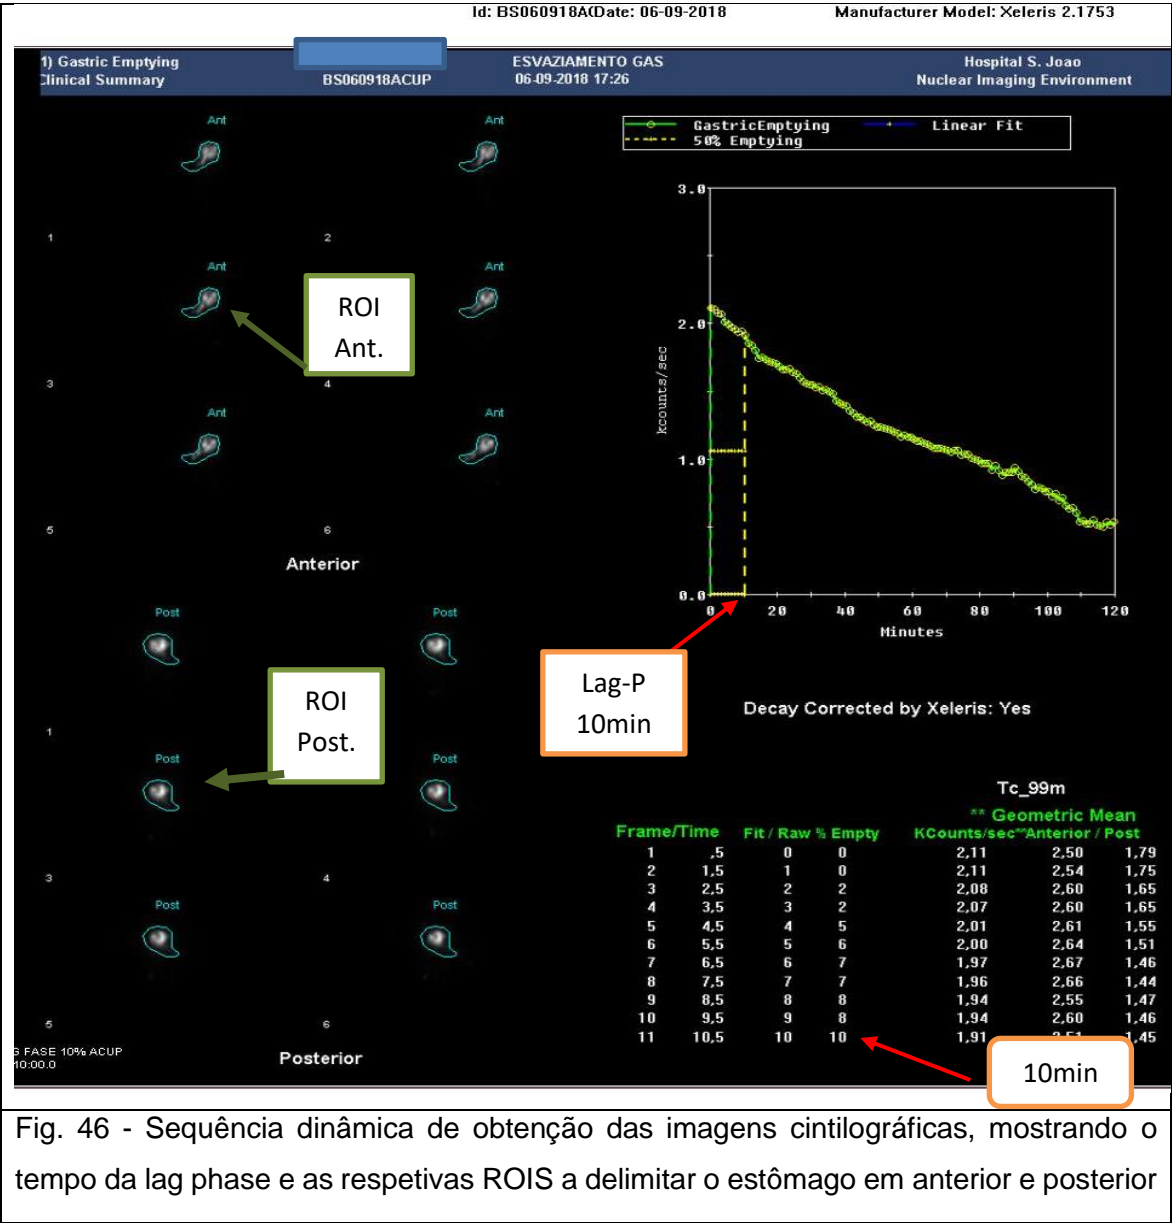 Id: BS060918A(Date: 06-09-2018 Manufacturer Model: Xeleris 2.1753
1) Gastric Emptying ESVAZIAMENTO GAS Hospital S. Joao
Clinical Summary BS060918ACUP 06-09-2018 17:26 Nuclear Imaging Environment
Ant Ant
1 2
Ant Ant
ROI
Ant.
3 4
Ant Ant
5 6
Anterior
Post Post
1
ROI
Post.
Post Post
3 4
Post Post
5 6
G FASE 10% ACUP
10:00.0
Posterior
GastricEmptying Linear Fit
50% Emptying
3.0
2.0
kcounts/sec
1.0
0.0
0 20 40 60 80 100 120
Minutes
Lag-P
10min
Decay Corrected by Xeleris: Yes
Tc_99m
** Geometric Mean
Frame/Time Fit / Raw % Empty KCounts/sec**Anterior / Post
1 ,5 0 0 2,11 2,50 1,79
2 1,5 1 0 2,11 2,54 1,75
3 2,5 2 2 2,08 2,60 1,65
4 3,5 3 2 2,07 2,60 1,65
5 4,5 4 5 2,01 2,61 1,55
6 5,5 5 6 2,00 2,64 1,51
7 6,5 6 7 1,97 2,67 1,46
8 7,5 7 7 1,96 2,66 1,44
9 8,5 8 8 1,94 2,55 1,47
10 9,5 9 8 1,94 2,60 1,46
11 10,5 10 10 1,91 1,45
10min
Fig. 46 - Sequência dinâmica de obtenção das imagens cintilográficas, mostrando o
tempo da lag phase e as respetivas ROIS a delimitar o estômago em anterior e posterior